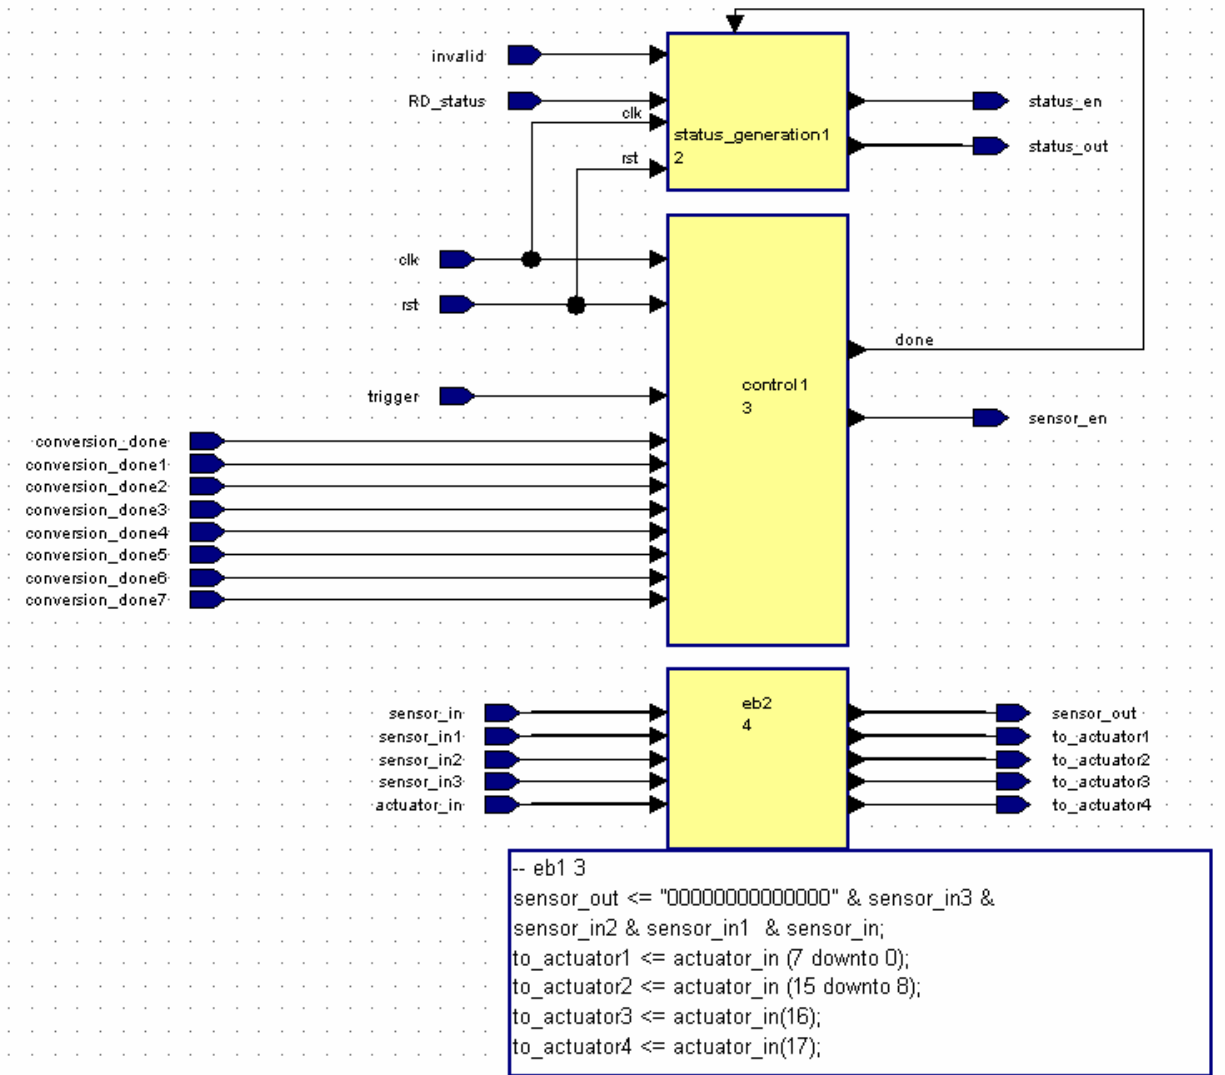 invalid
RD_status
clk
status_generation1
rst
2
status_en
status_out
clk
rst
done
control1
3
trigger
sensor_en
conversion_done
conversion_done1
conversion_done2
conversion_done3
conversion_done4
conversion_done5
conversion_done6
conversion_done7
eb2
4
sensor_in
sensor_in1
sensor_in2
sensor_in3
actuator_in
sensor_out
to_actuator1
to_actuator2
to_actuator3
to_actuator4
-- eb1 3
sensor_out <= "00000000000000" & sensor_in3 &
sensor_in2 & sensor_in1 & sensor_in;
to_actuator1 <= actuator_in (7 downto 0);
to_actuator2 <= actuator_in (15 downto 8);
to_actuator3 <= actuator_in(16);
to_actuator4 <= actuator_in(17);